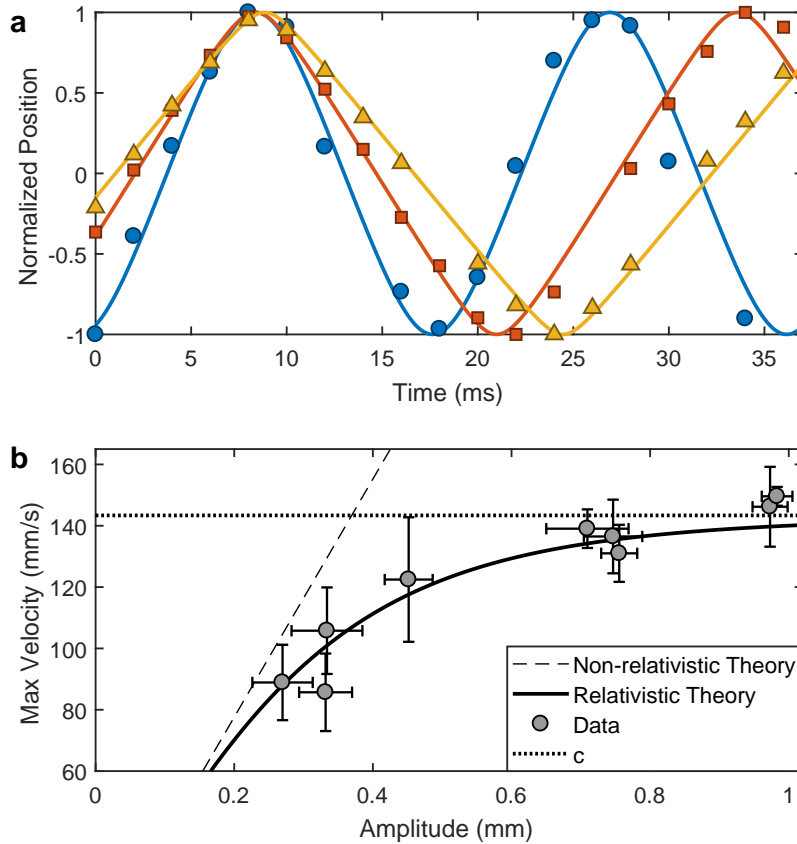 a
1
0.5
0
-0.5
-1
Normalized Position
0 5 10 15 20 25 30 35
Time (ms)
b
160
140
120
100
80
60
Max Velocity (mm/s)
Non-relativistic Theory
Relativistic Theory
Data
c
0 0.2 0.4 0.6 0.8 1
Amplitude (mm)